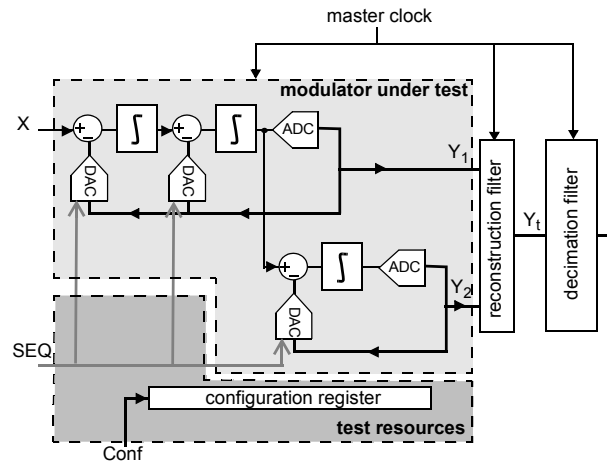 master clock
modulator under test
X
+
−
∫
+
−
∫
ADC
DAC
DAC
Y1
reconstruction filter
Yt
decimation filter
+
−
∫
ADC
Y2
DAC
SEQ
configuration register
test resources
Conf